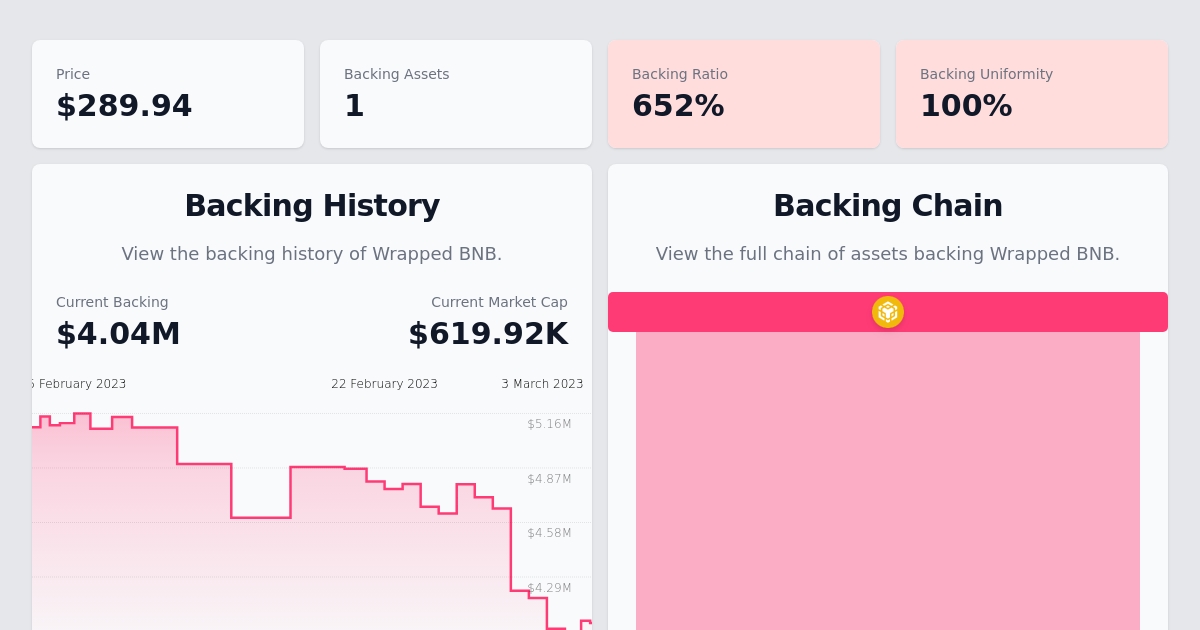 Price
$289.94
Backing Assets
1
Backing Ratio
652%
Backing Uniformity
100%
Backing History
View the backing history of Wrapped BNB.
Current Backing
$4.04M
Current Market Cap
$619.92K
February 2023
22 February 2023
3 March 2023
$5.16M
$4.87M
$4.58M
$4.29M
Backing Chain
View the full chain of assets backing Wrapped BNB.